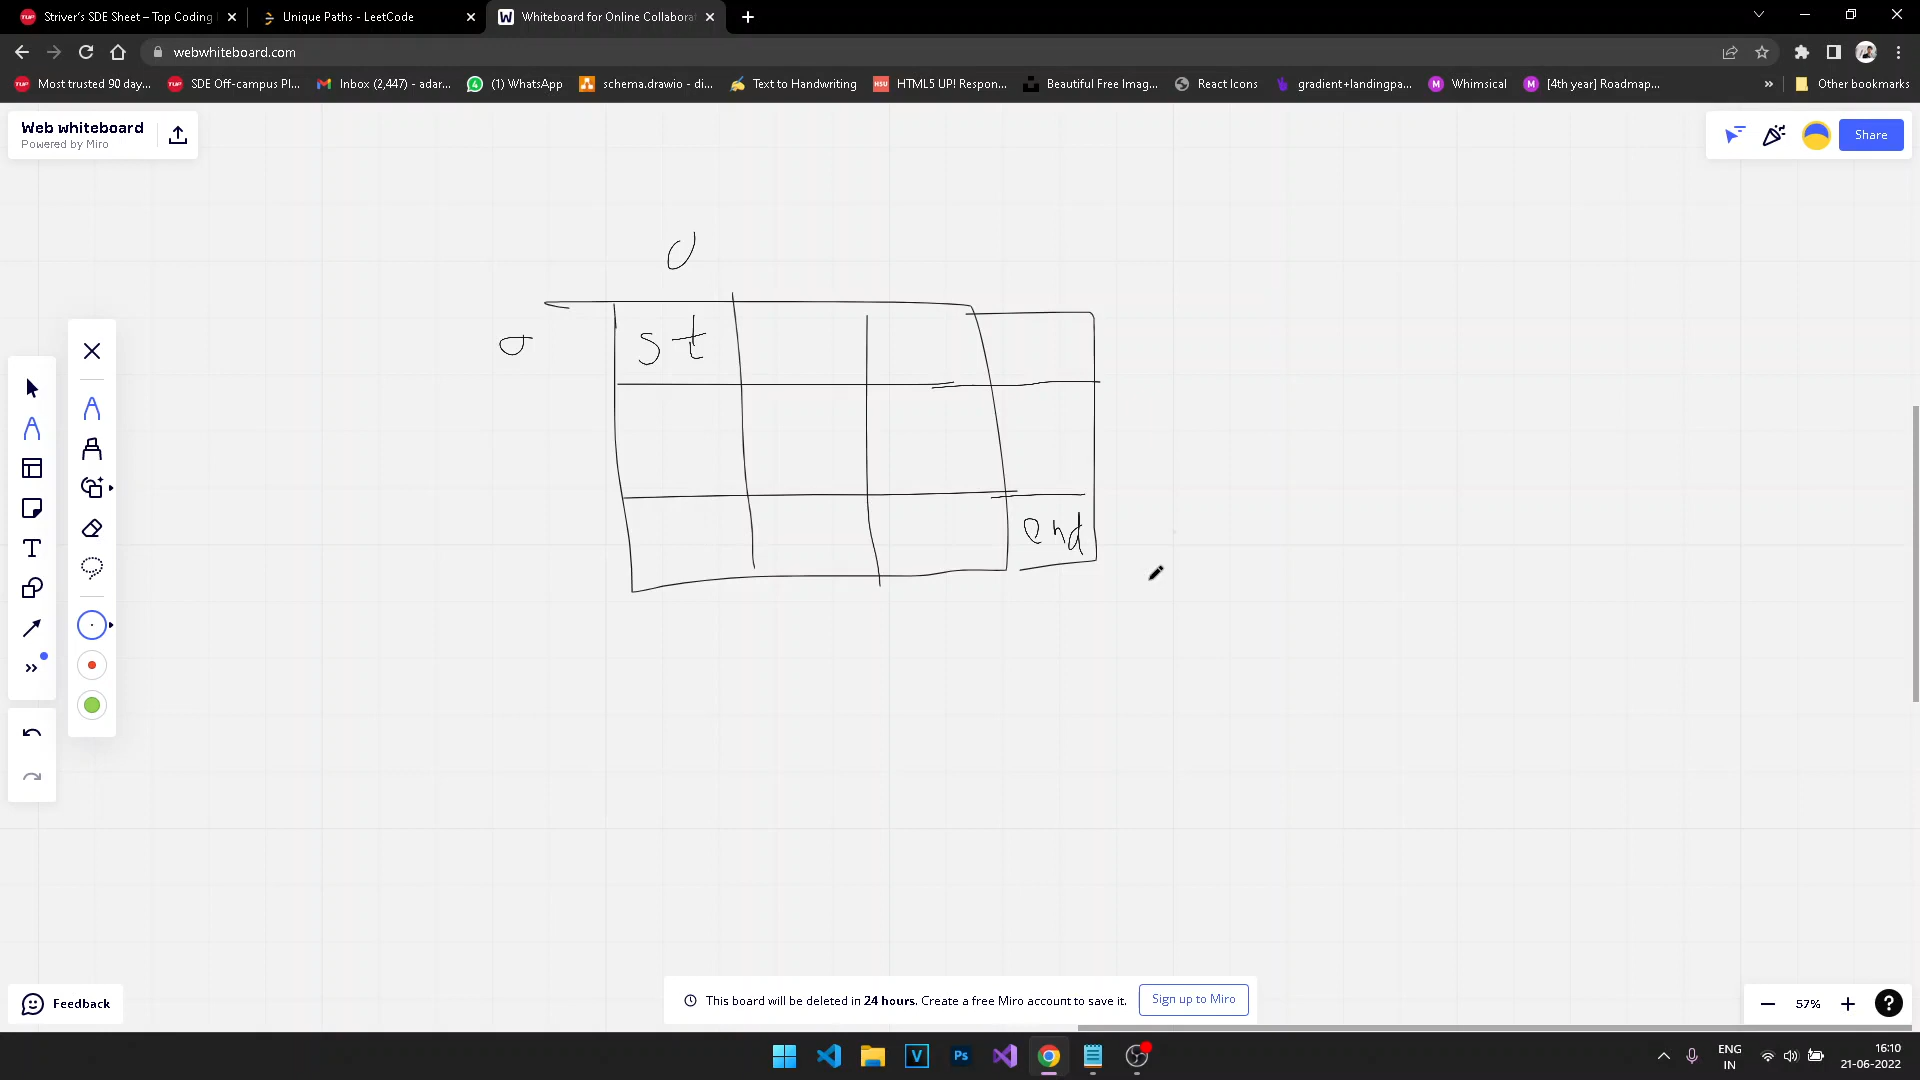 Striver's SDE Sheet – Top Coding
Unique Paths - LeetCode
Whiteboard for Online Collabora
webwhiteboard.com
Most trusted 90 day...
SDE Off-campus Pl...
Inbox (2,447) - adar...
(1) WhatsApp
schema.drawio - di...
Text to Handwriting
HTML5 UP! Respon...
Beautiful Free Imag...
React Icons
gradient+landingpa...
Whimsical
[4th year] Roadmap...
»
Other bookmarks
Web whiteboard
Powered by Miro
Share
0
0
st
end
Feedback
This board will be deleted in 24 hours. Create a free Miro account to save it.
Sign up to Miro
57%
ENG
IN
16:10
21-06-2022